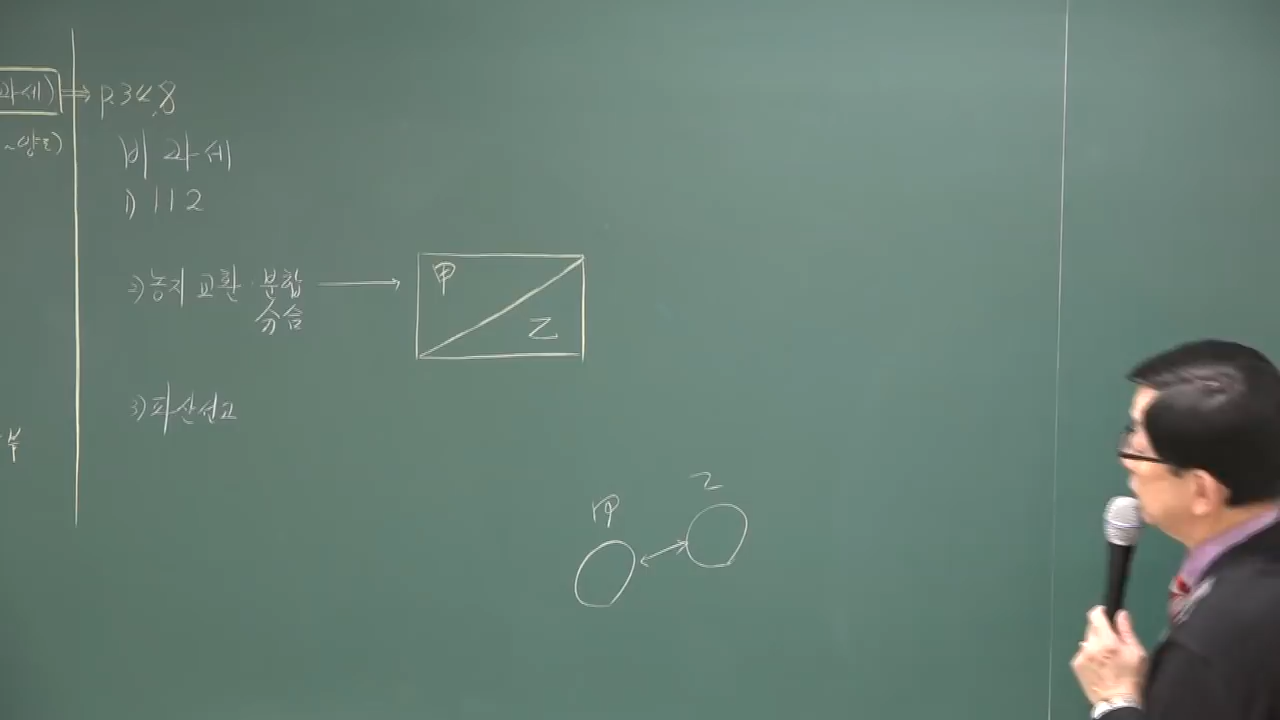 과세) ⇒ p.348
~양도)
비과세
1) 112
2) 농지 교환·분합 →
分合
甲
乙
3) 파산선고
부
甲 ↔ 乙